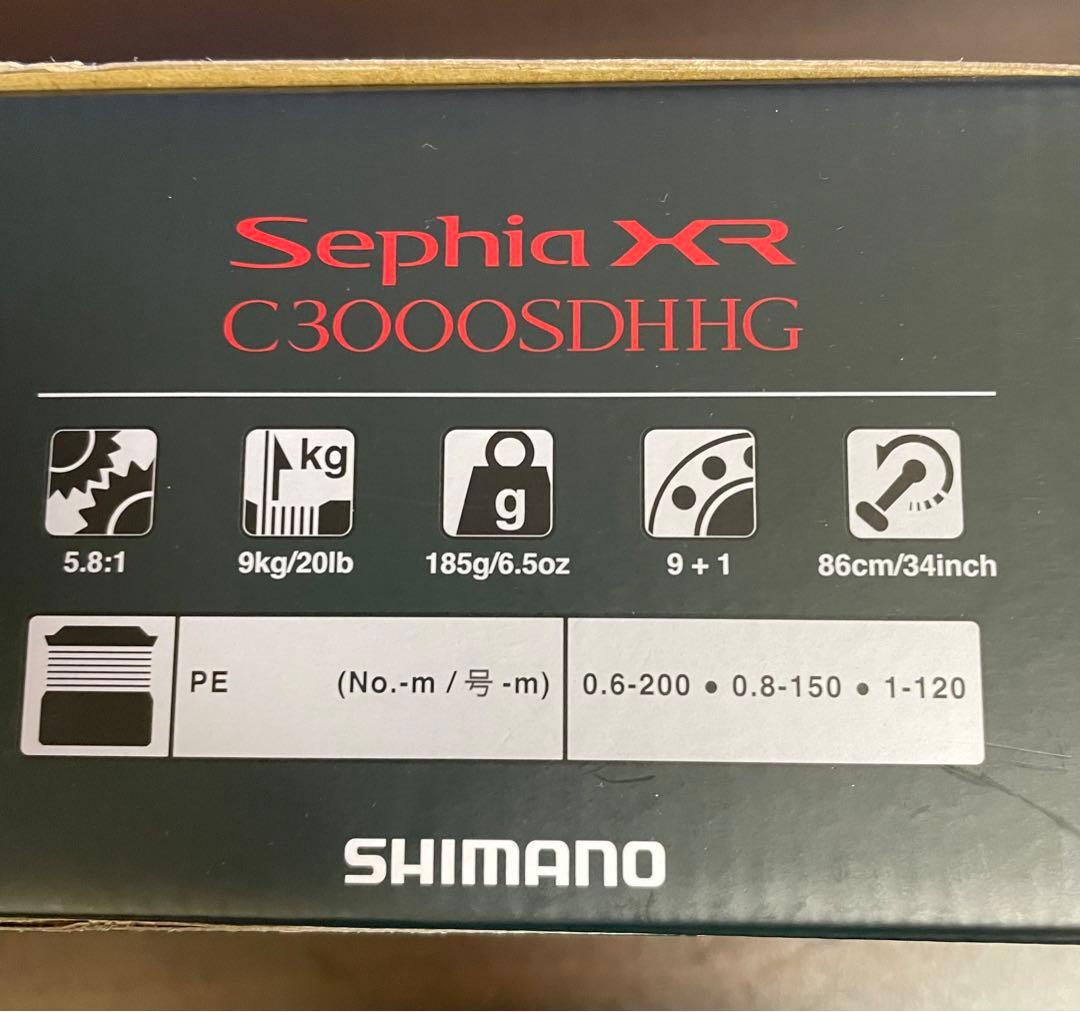 Sephia XR
C3000SDHHG
kg
g
5.8:1 9kg/20lb 185g/6.5oz 9+1 86cm/34inch
PE (No.-m / 号 -m) 0.6-200 ● 0.8-150 ● 1-120
SHIMANO